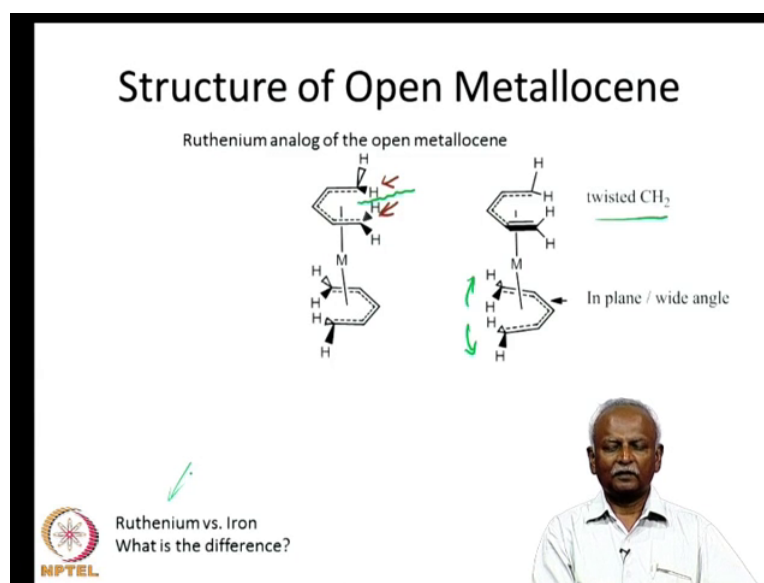 Structure of Open Metallocene
Ruthenium analog of the open metallocene
H
H
H
H
M
H
H
H
H
H
H
H
H
M
H
H
H
H
twisted CH₂
In plane / wide angle
Ruthenium vs. Iron
What is the difference?
NPTEL